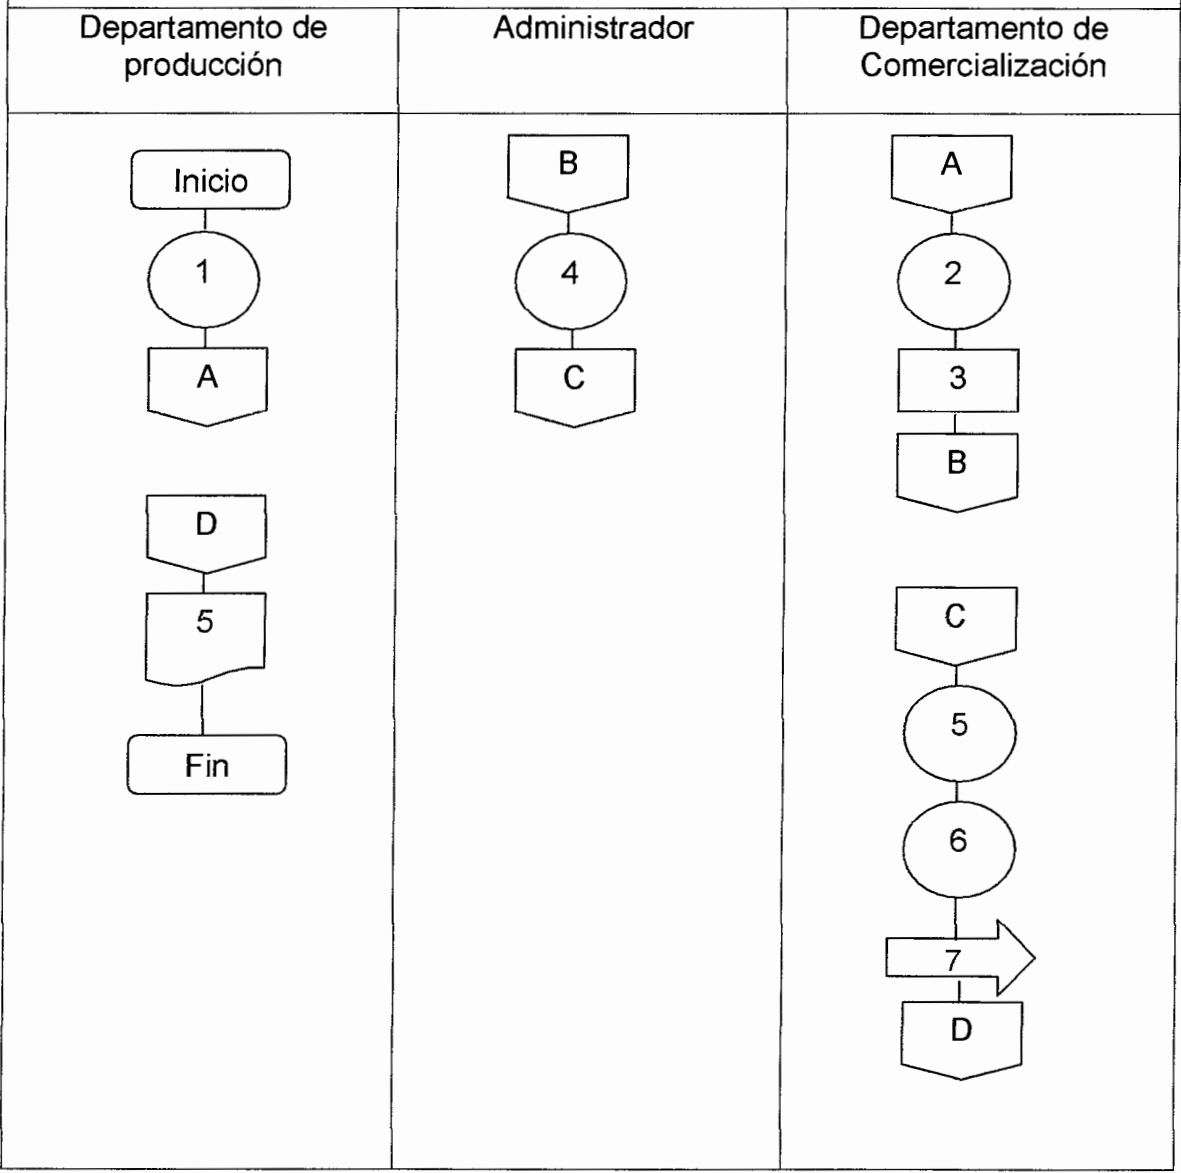 Departamento de
producción
Administrador
Departamento de
Comercialización
Inicio
1
A
D
5
Fin
B
4
C
A
2
3
B
C
5
6
7
D